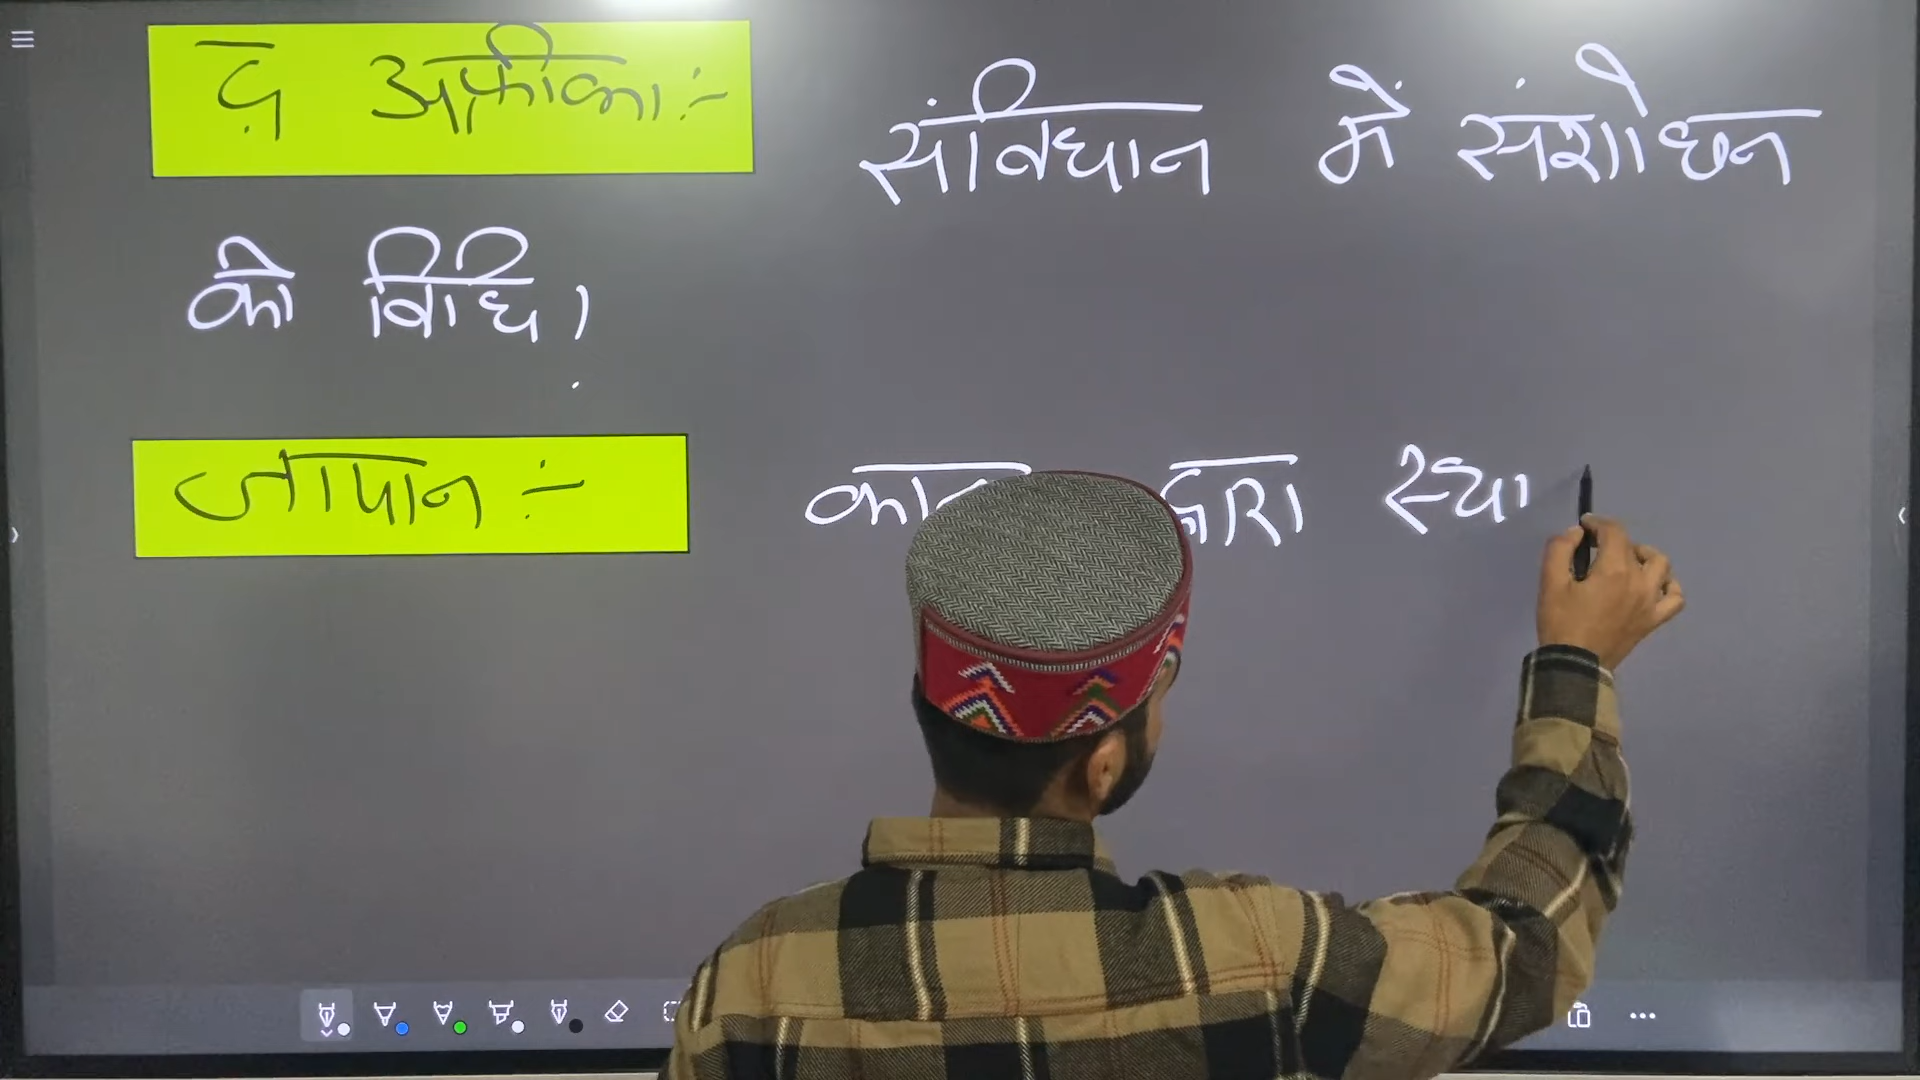 द अफ्रीका :- संविधान में संशोधन
की विधि।
जापान :- द्वारा स्था